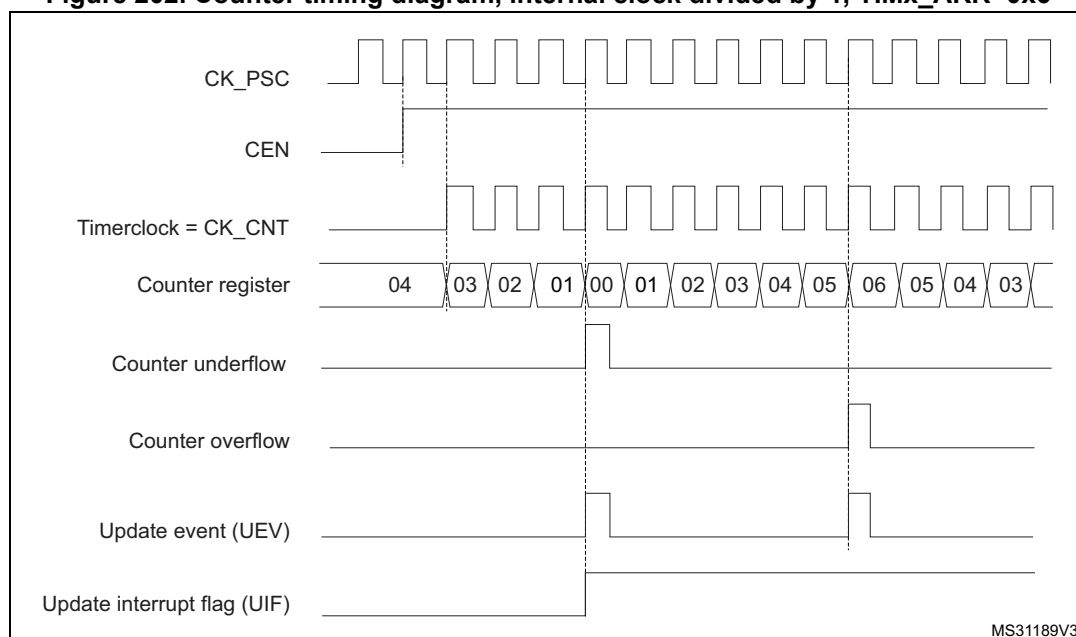 CK_PSC
CEN
Timerclock = CK_CNT
Counter register 04 03 02 01 00 01 02 03 04 05 06 05 04 03
Counter underflow
Counter overflow
Update event (UEV)
Update interrupt flag (UIF)
MS31189V3